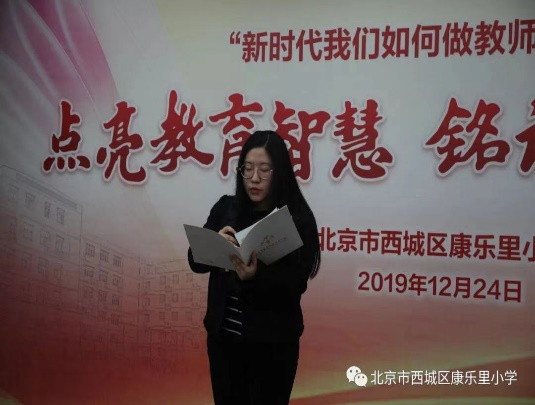 “新时代我们如何做教师
点亮教育智慧 铭
北京市西城区康乐里小
2019年12月24日
北京市西城区康乐里小学